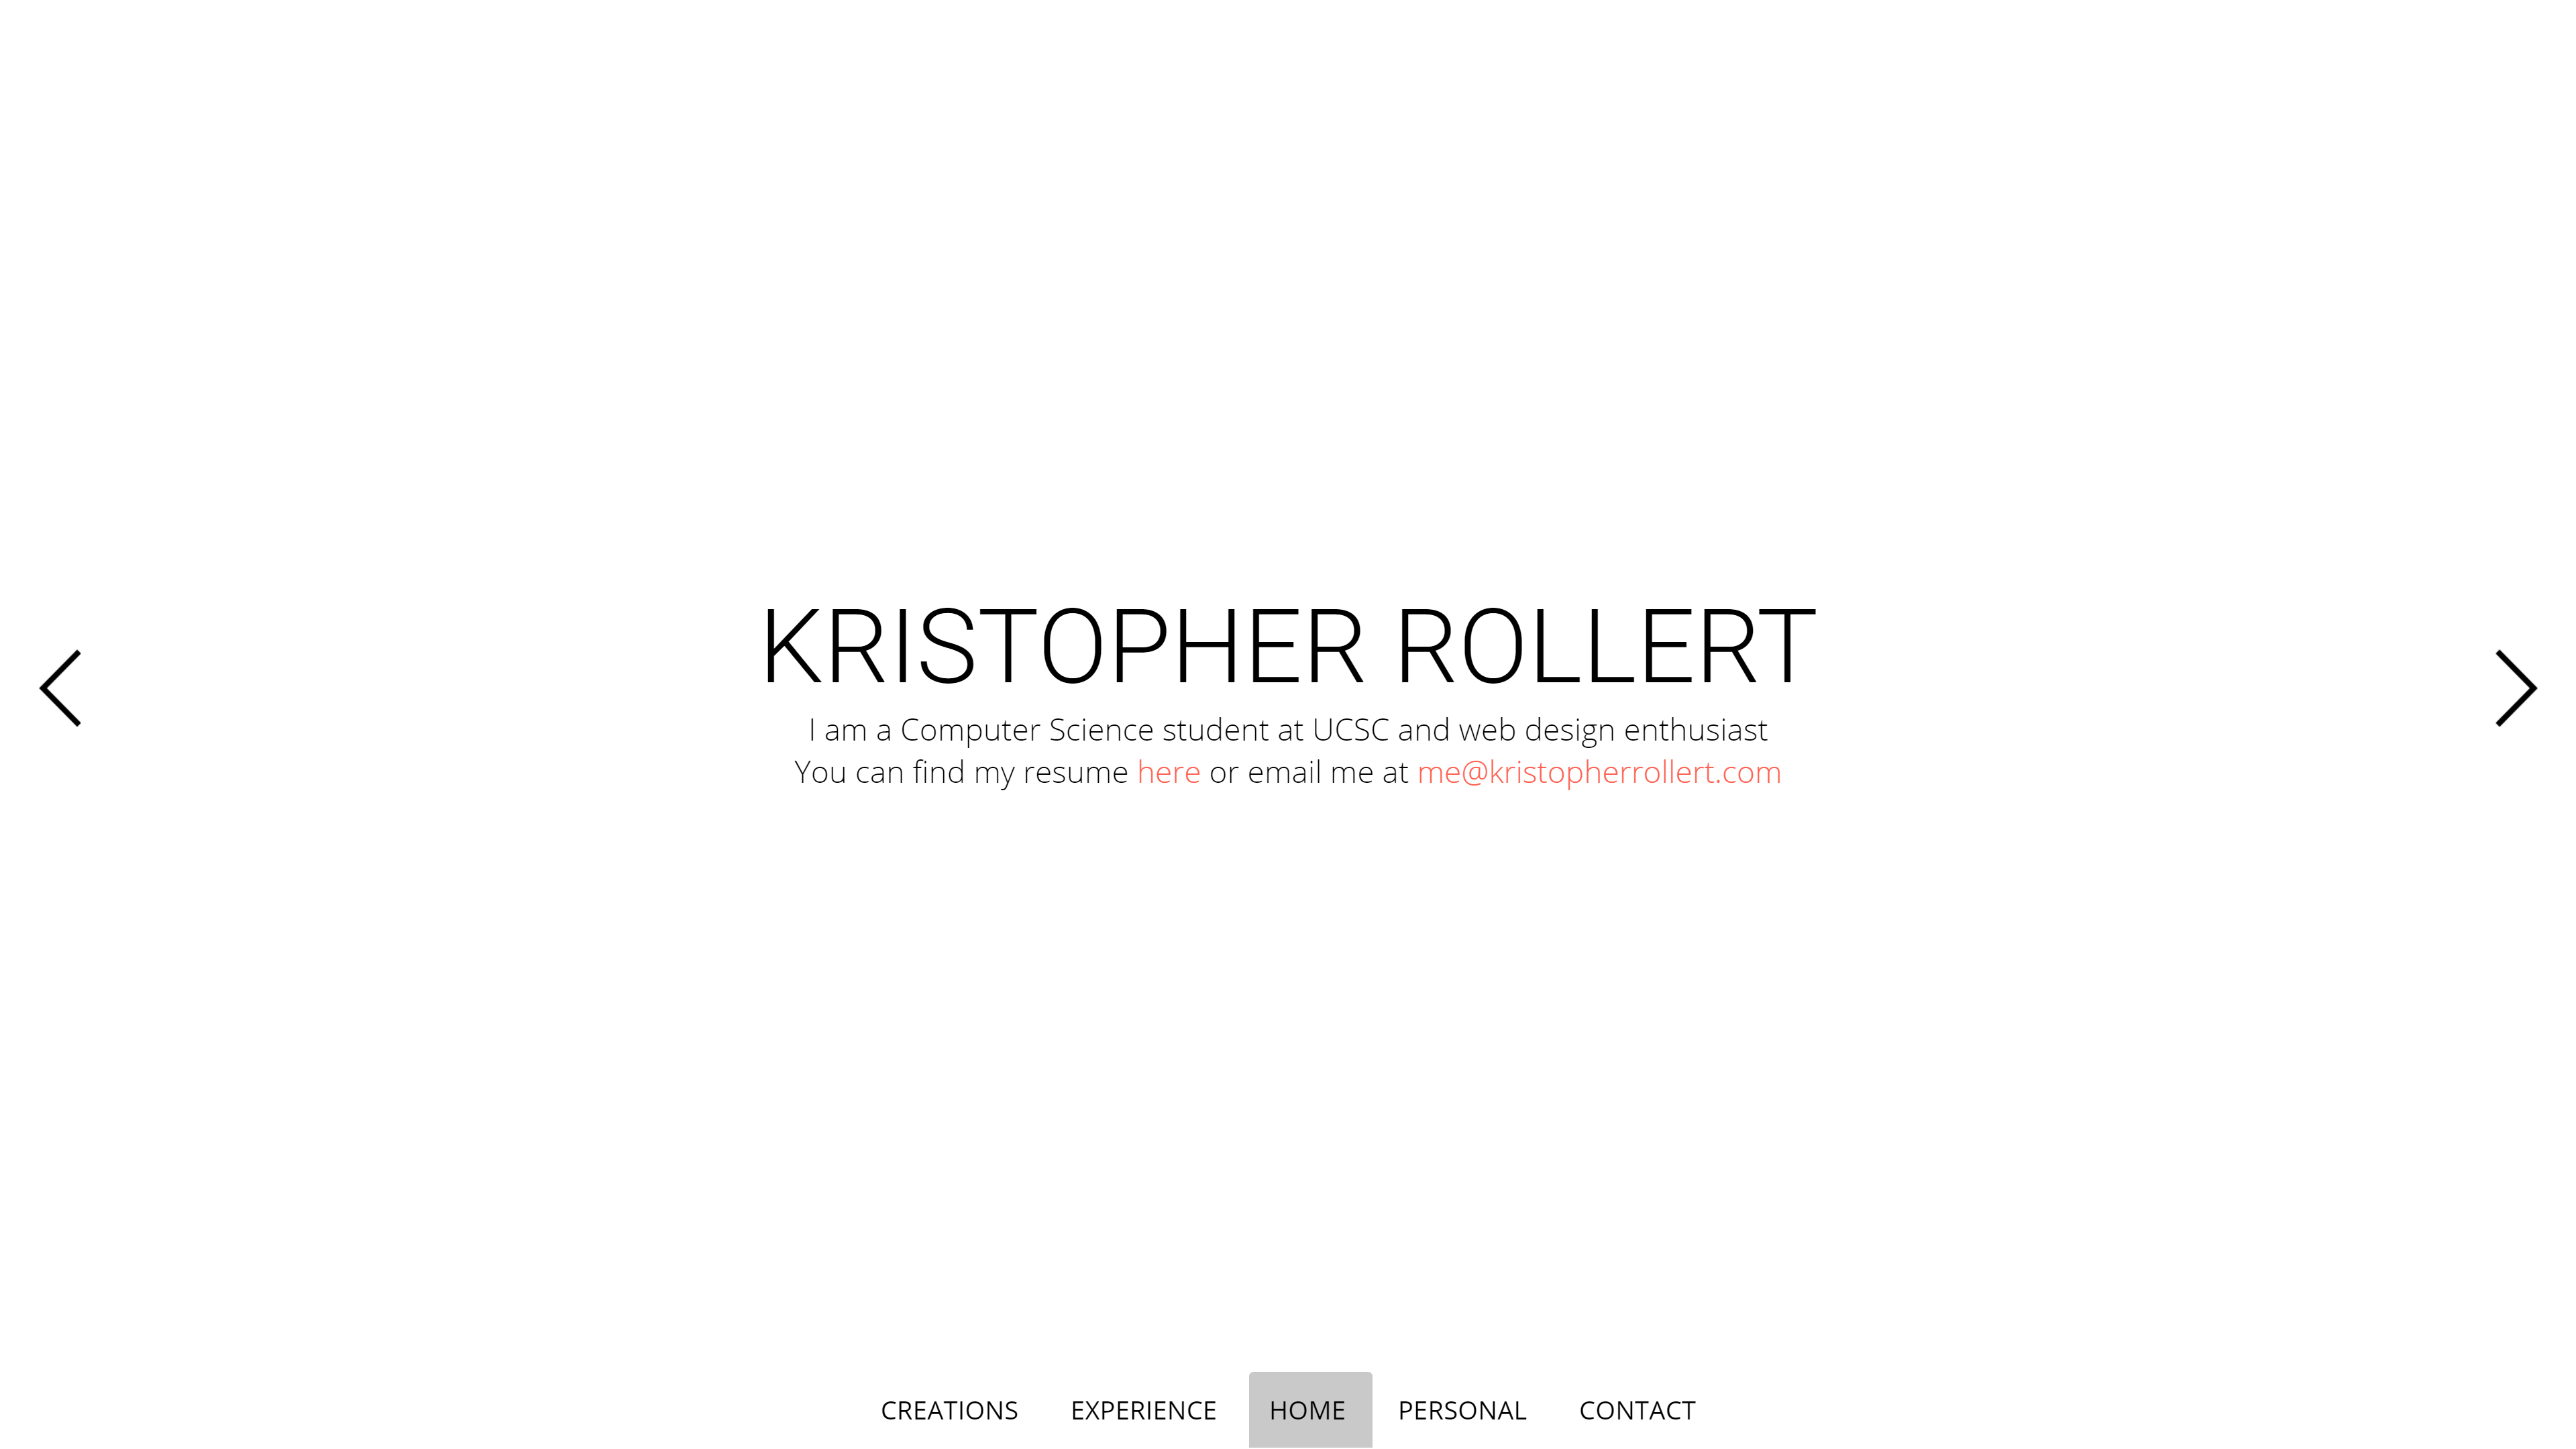 KRISTOPHER ROLLERT
I am a Computer Science student at UCSC and web design enthusiast
You can find my resume here or email me at me@kristopherrollert.com
CREATIONS EXPERIENCE HOME PERSONAL CONTACT